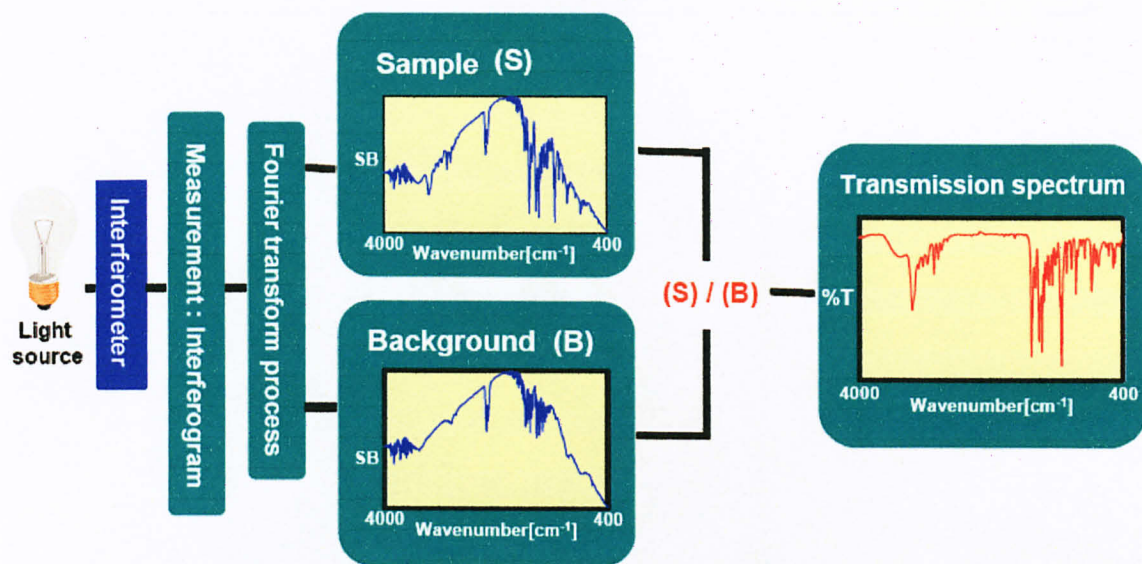 Light
source
Interferometer
Measurement : Interferogram
Fourier transform process
Sample (S)
SB
4000
400
Wavenumber[cm⁻¹]
Background (B)
SB
4000
400
Wavenumber[cm⁻¹]
(S) / (B)
Transmission spectrum
%T
4000
400
Wavenumber[cm⁻¹]